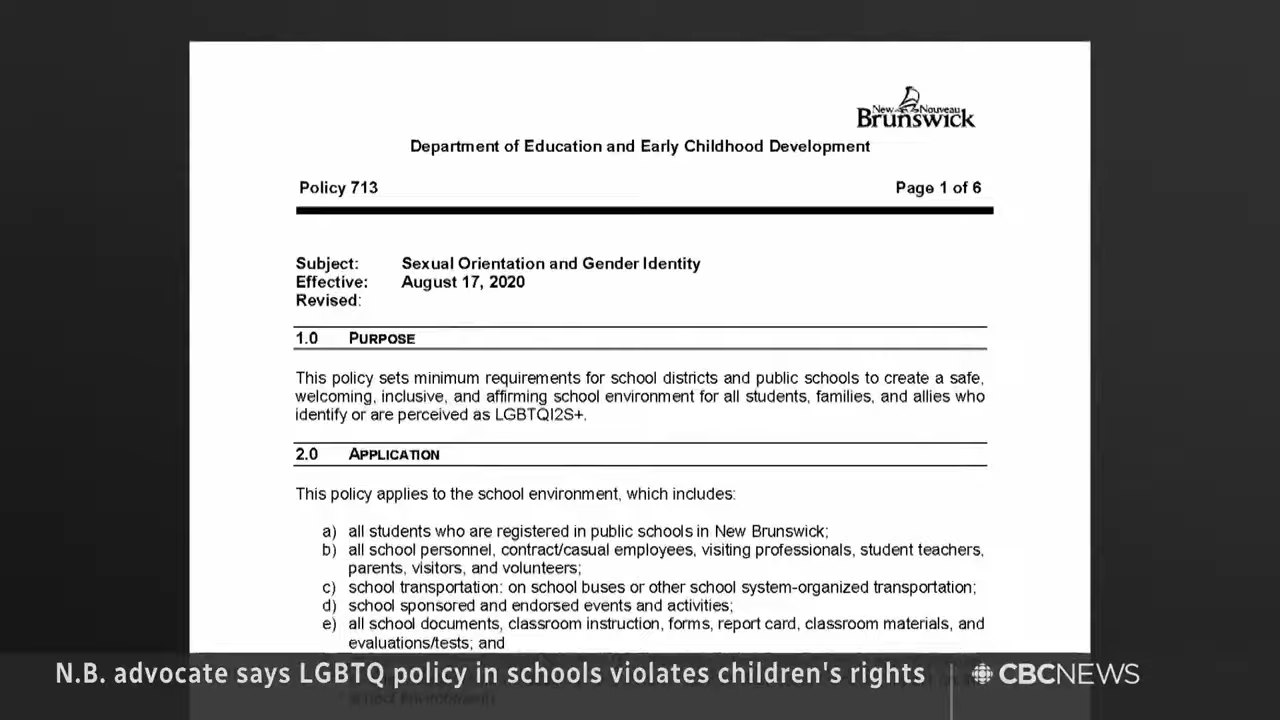 New Nouveau
Brunswick
Department of Education and Early Childhood Development
Policy 713 Page 1 of 6
Subject: Sexual Orientation and Gender Identity
Effective: August 17, 2020
Revised:
1.0 PURPOSE
This policy sets minimum requirements for school districts and public schools to create a safe,
welcoming, inclusive, and affirming school environment for all students, families, and allies who
identify or are perceived as LGBTQI2S+.
2.0 APPLICATION
This policy applies to the school environment, which includes:
a) all students who are registered in public schools in New Brunswick;
b) all school personnel, contract/casual employees, visiting professionals, student teachers,
parents, visitors, and volunteers;
c) school transportation: on school buses or other school system-organized transportation;
d) school sponsored and endorsed events and activities;
e) all school documents, classroom instruction, forms, report card, classroom materials, and
evaluations/tests; and
N.B. advocate says LGBTQ policy in schools violates children's rights CBCNEWS